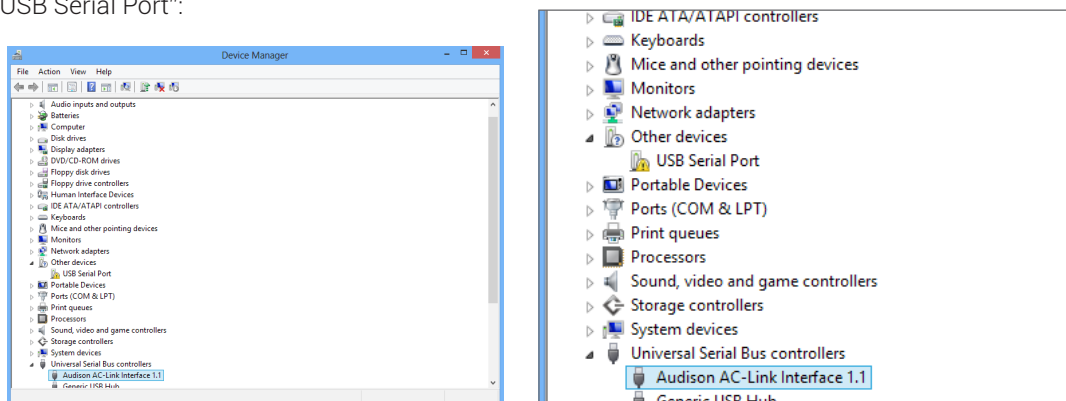 USB Serial Port":
Device Manager
File Action View Help
Audio inputs and outputs
Batteries
Computer
Disk drives
Display adapters
DVD/CD-ROM drives
Floppy disk drives
Floppy drive controllers
Human Interface Devices
IDE ATA/ATAPI controllers
Keyboards
Mice and other pointing devices
Monitors
Network adapters
Other devices
USB Serial Port
Portable Devices
Ports (COM & LPT)
Print queues
Processors
Sound, video and game controllers
Storage controllers
System devices
Universal Serial Bus controllers
Audison AC-Link Interface 1.1
Generic USB Hub
IDE ATA/ATAPI controllers
Keyboards
Mice and other pointing devices
Monitors
Network adapters
Other devices
USB Serial Port
Portable Devices
Ports (COM & LPT)
Print queues
Processors
Sound, video and game controllers
Storage controllers
System devices
Universal Serial Bus controllers
Audison AC-Link Interface 1.1
Generic USB Hub